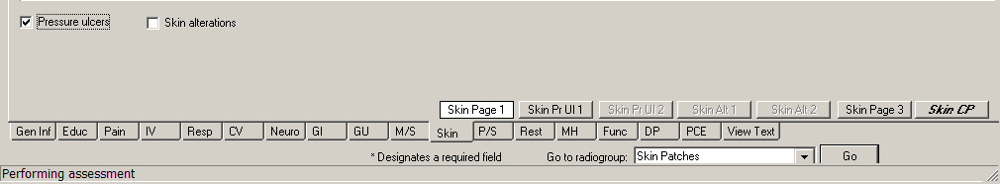 Pressure ulcers Skin alterations
Skin Page 1 Skin Pr Ul 1 Skin Pr Ul 2 Skin Alt 1 Skin Alt 2 Skin Page 3 Skin CP
Gen Inf Educ Pain IV Resp CV Neuro GI GU M/S Skin P/S Rest MH Func DP PCE View Text
* Designates a required field Go to radiogroup: Skin Patches Go
Performing assessment